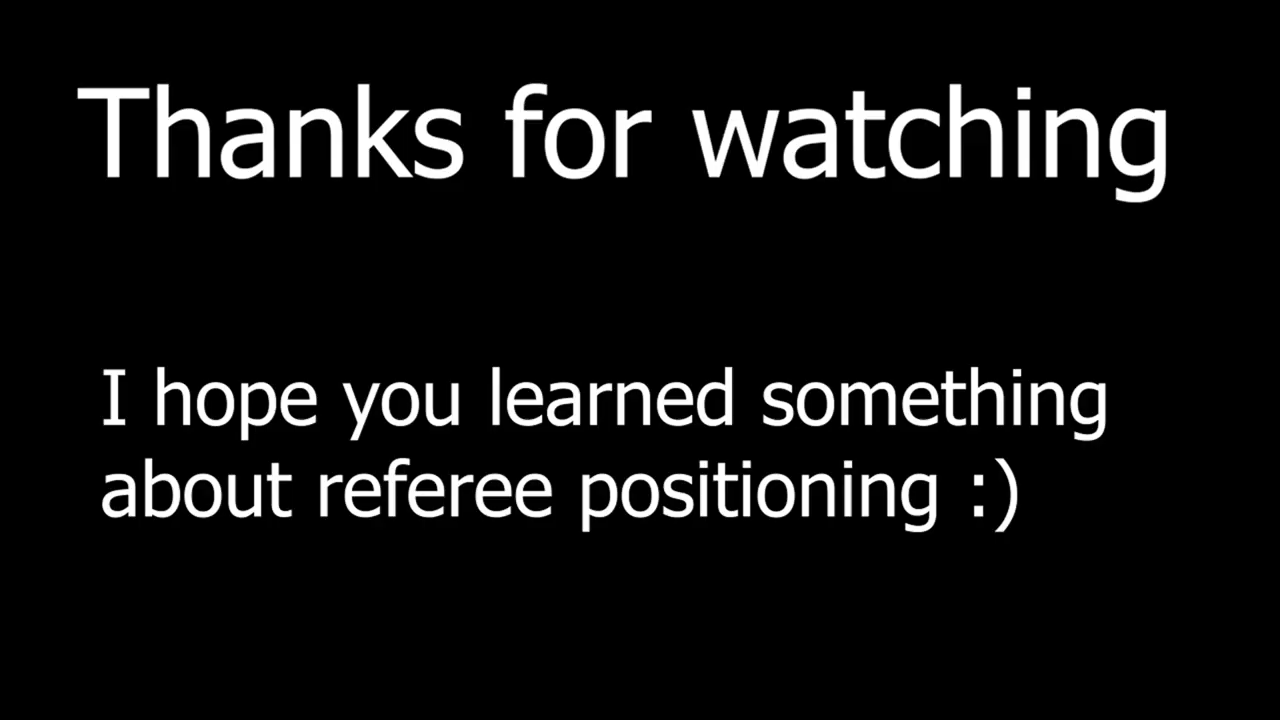 Thanks for watching
I hope you learned something
about referee positioning :)